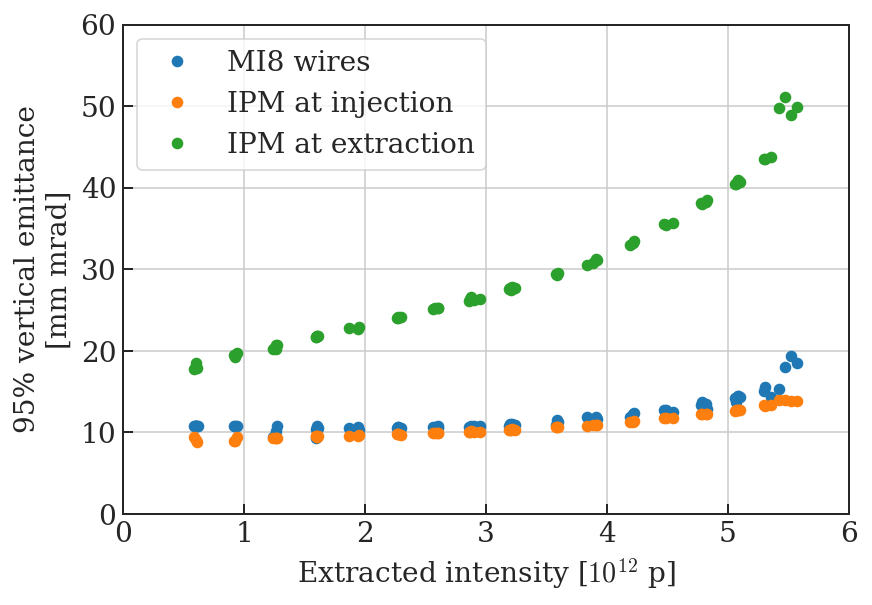 60
50
40
30
20
10
0
0 1 2 3 4 5 6
95% vertical emittance
[mm mrad]
MI8 wires
IPM at injection
IPM at extraction
Extracted intensity [10¹² p]